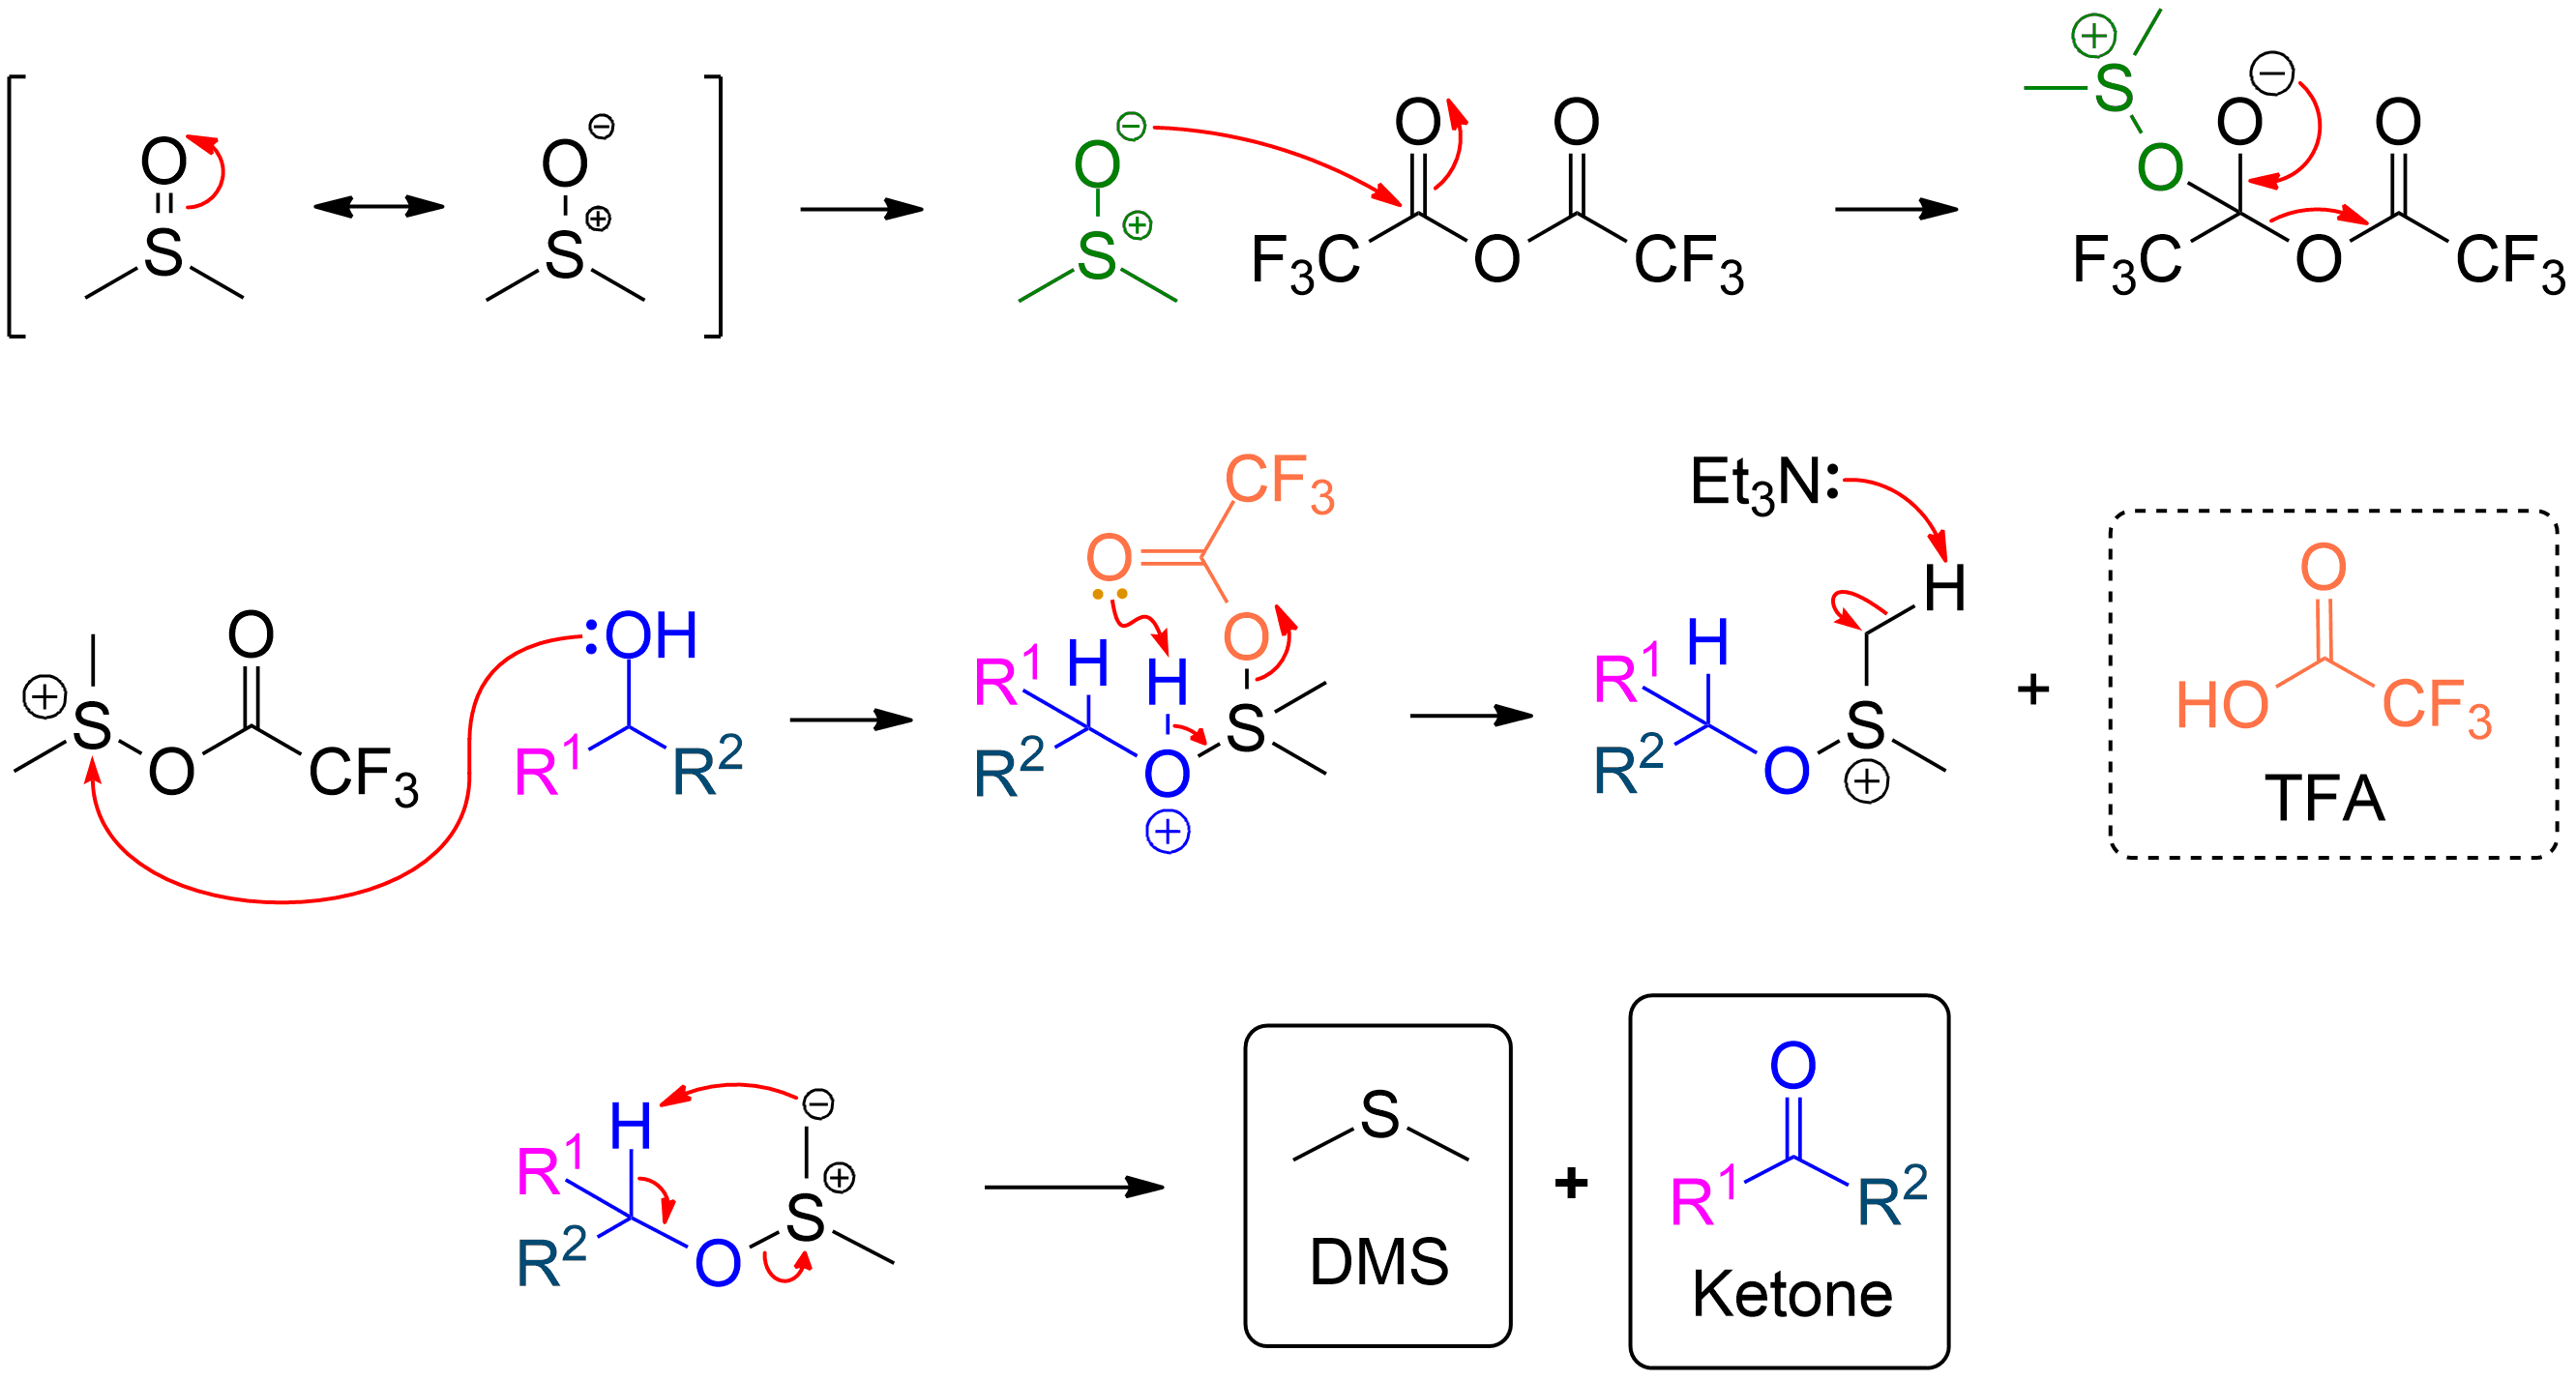 O
S
O ⊖
S ⊕
O ⊖
S ⊕
O O
F₃C O CF₃
⊕
S
O
O ⊖
O
F₃C O CF₃
⊕
S
O
O
CF₃
:OH
R¹ R²
CF₃
O
O
R¹ H H
R² O S
⊕
Et₃N:
H
R¹ H
R² O S
⊕
+
O
HO CF₃
TFA
H ⊖
R¹
R² O S ⊕
S
DMS
+
O
R¹ R²
Ketone